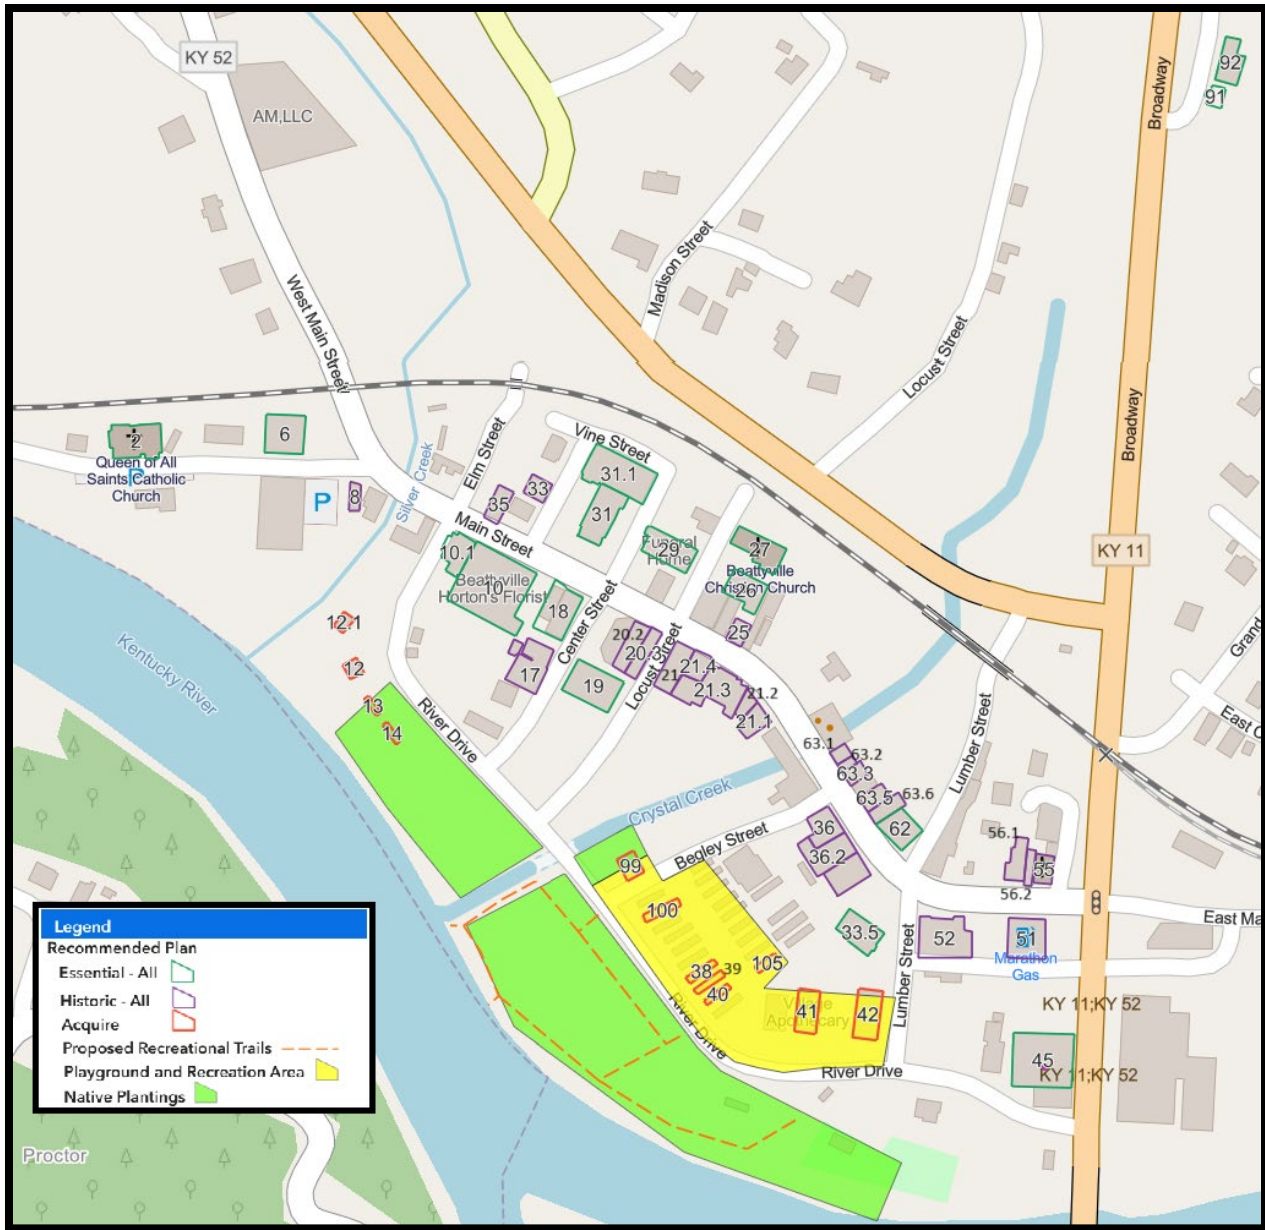 KY 52
AM,LLC
Broadway
92
91
Madison Street
West Main Street
Locust Street
Broadway
2
6
Queen of All
Saints Catholic
Church
P
P
8
Silver Creek
Elm Street
Vine Street
31.1
33
35
31
Main Street
10.1
Beattyville
Horton's Florist
10
18
Funeral
Home
29
27
Beattyville
Christian Church
26
25
KY 11
Grand
Center Street
17
19
20.2
20.3
Locust Street
21
21.4
21.3
21.2
21.1
12.1
12
13
14
Kentucky River
River Drive
Lumber Street
63.1
63.2
63.3
63.5
63.6
62
Crystal Creek
Begley Street
36
36.2
56.1
55
56.2
99
100
38
39
40
105
41
42
Village
Apothecary
33.5
52
51
Marathon
Gas
East Ma
Lumber Street
River Drive
River Drive
KY 11;KY 52
45
KY 11;KY 52
Legend
Recommended Plan
Essential - All
Historic - All
Acquire
Proposed Recreational Trails
Playground and Recreation Area
Native Plantings
Proctor